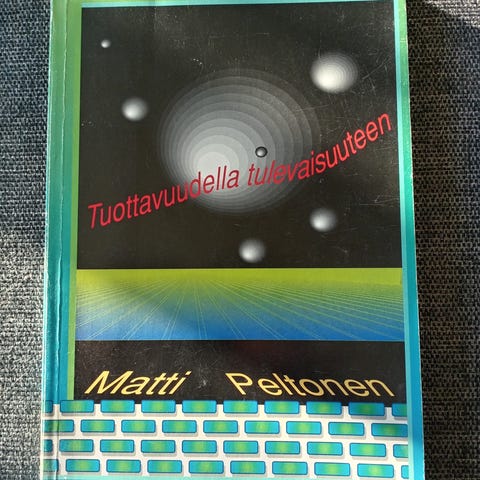 Tuottavuudella tulevaisuuteen
Matti Peltonen